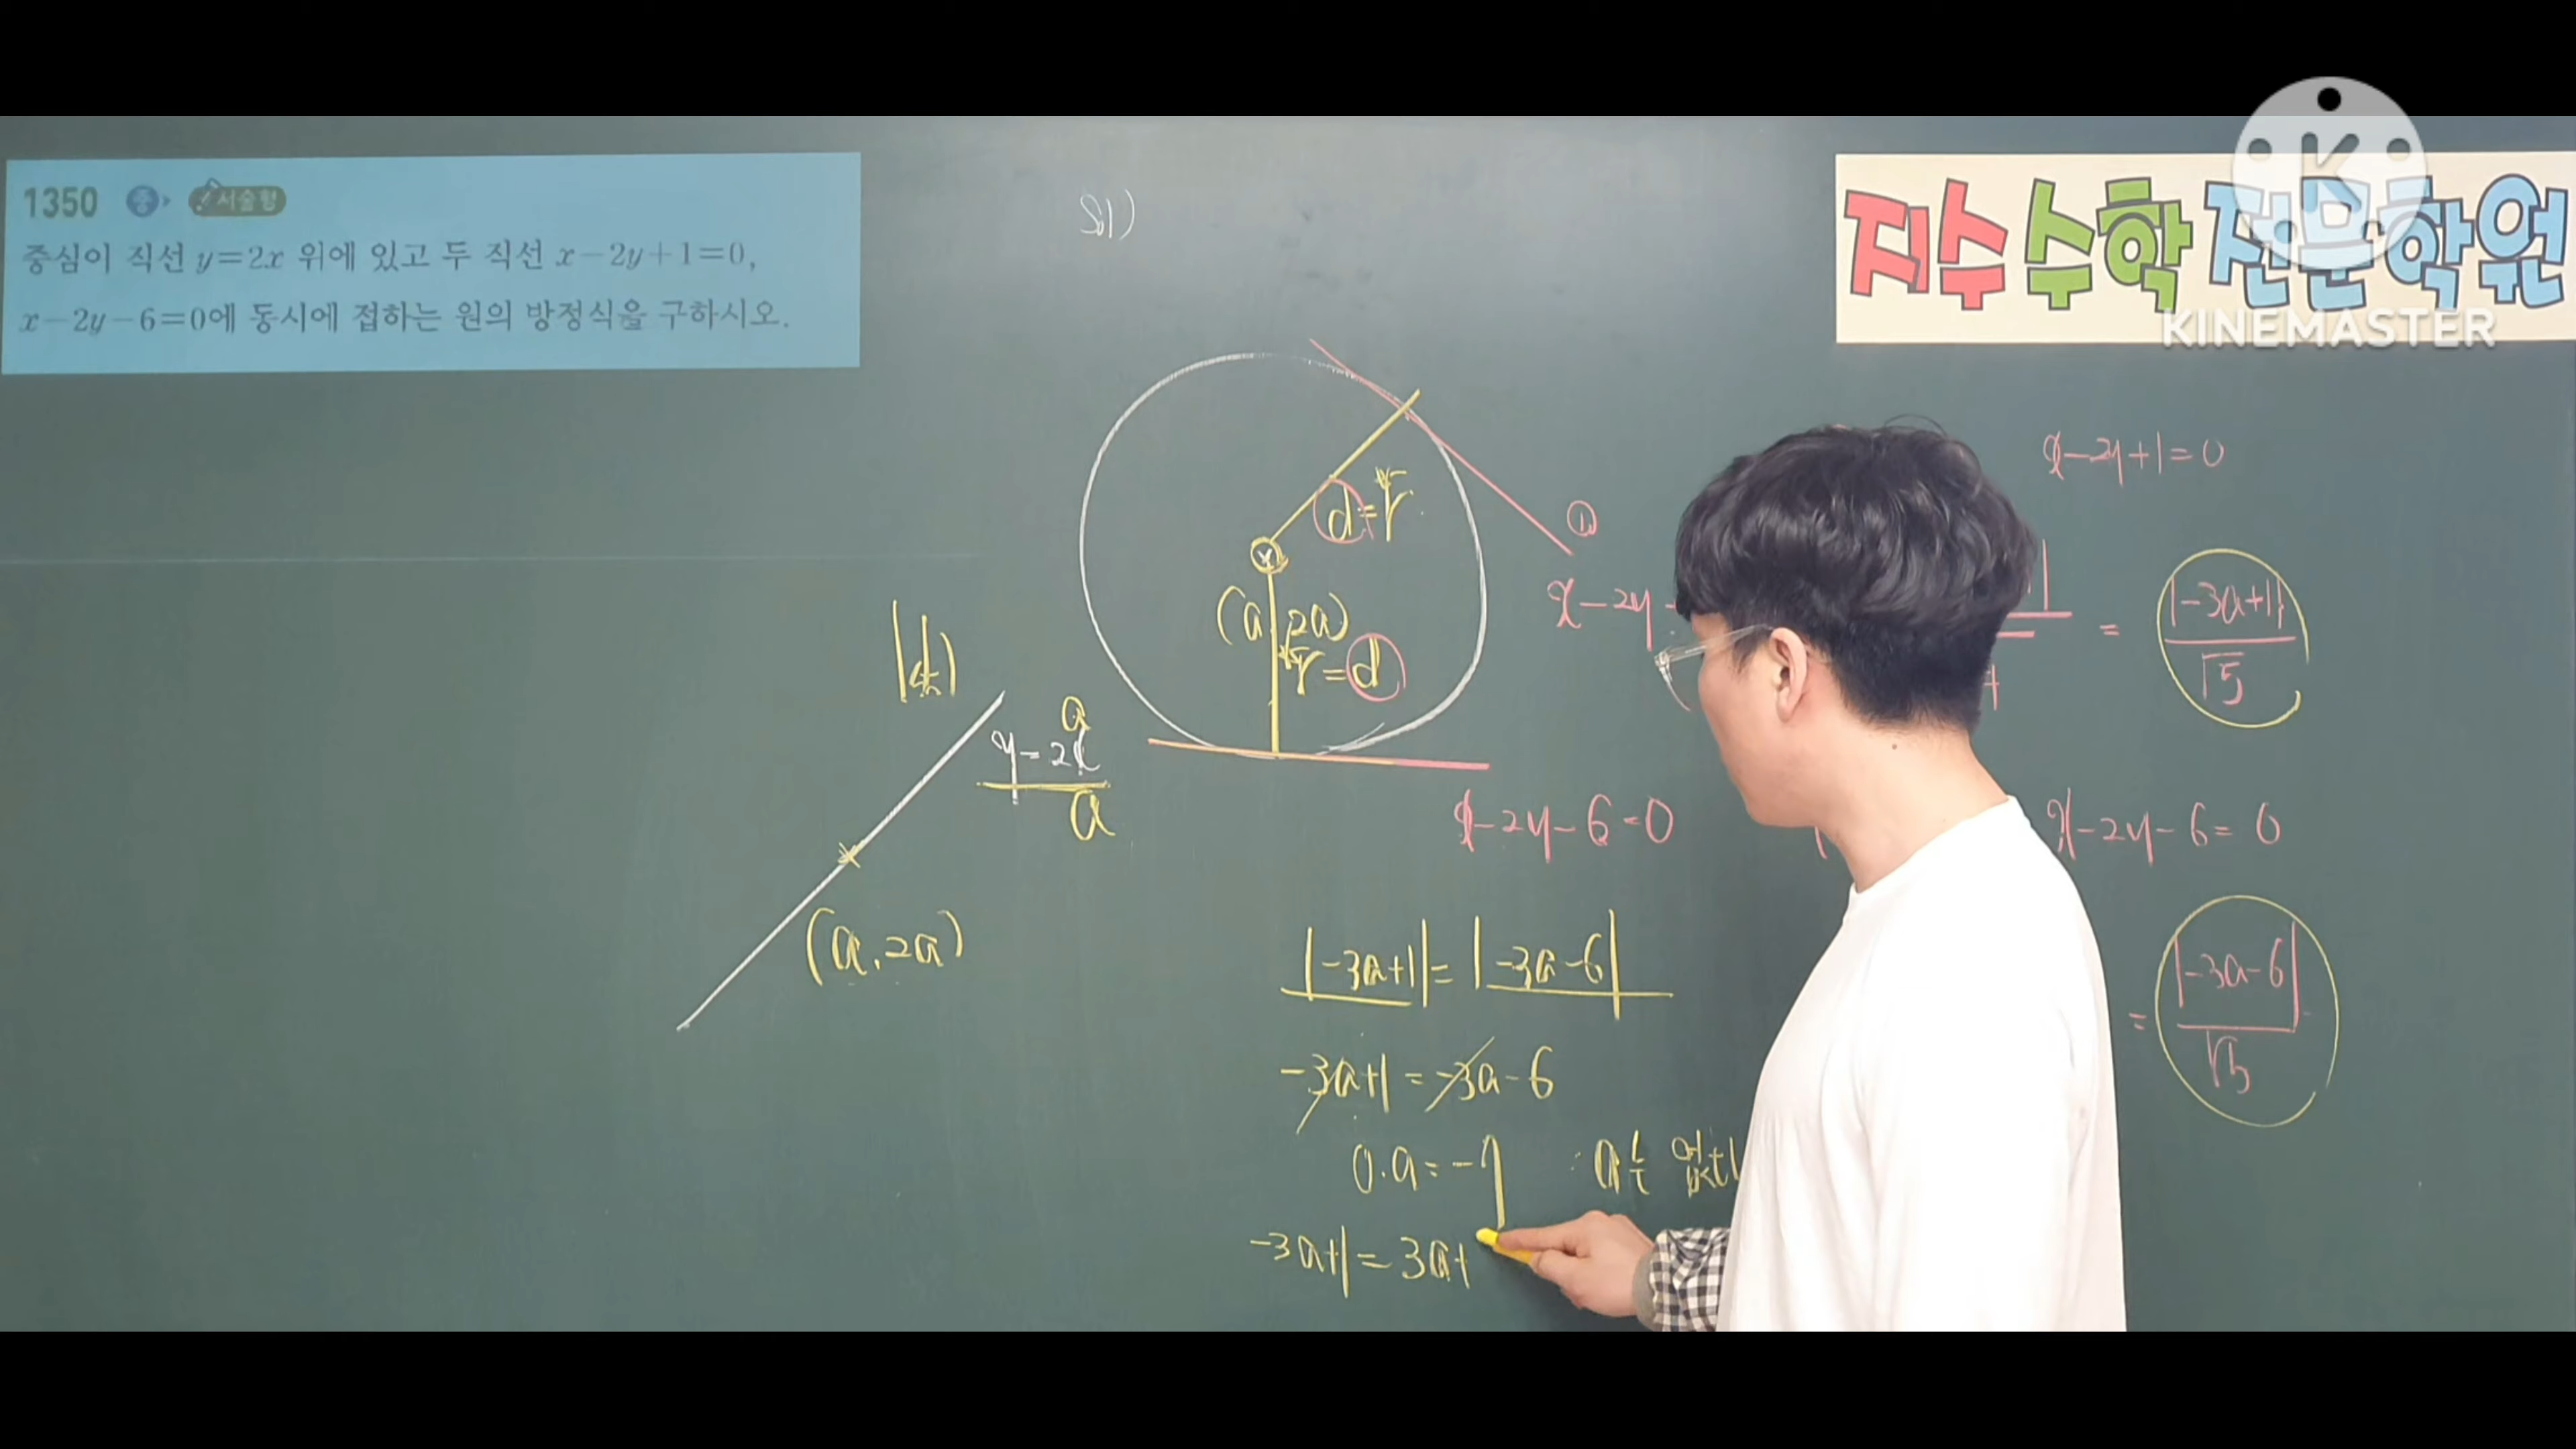 1350 중 서술형
중심이 직선 y=2x 위에 있고 두 직선 x-2y+1=0,
x-2y-6=0에 동시에 접하는 원의 방정식을 구하시오.
지수수학전문학원
KINEMASTER
Sol)
d=r
①
(a, 2a)
r=d
x-2y
x-2y-6=0
y=2x
a
a
(a, 2a)
x-2y+1=0
= |-3a+1|/√5
x-2y-6=0
= |-3a-6|/√5
|-3a+1|=|-3a-6|
-3a+1=-3a-6
0·a=-7
-3a+1=3a+